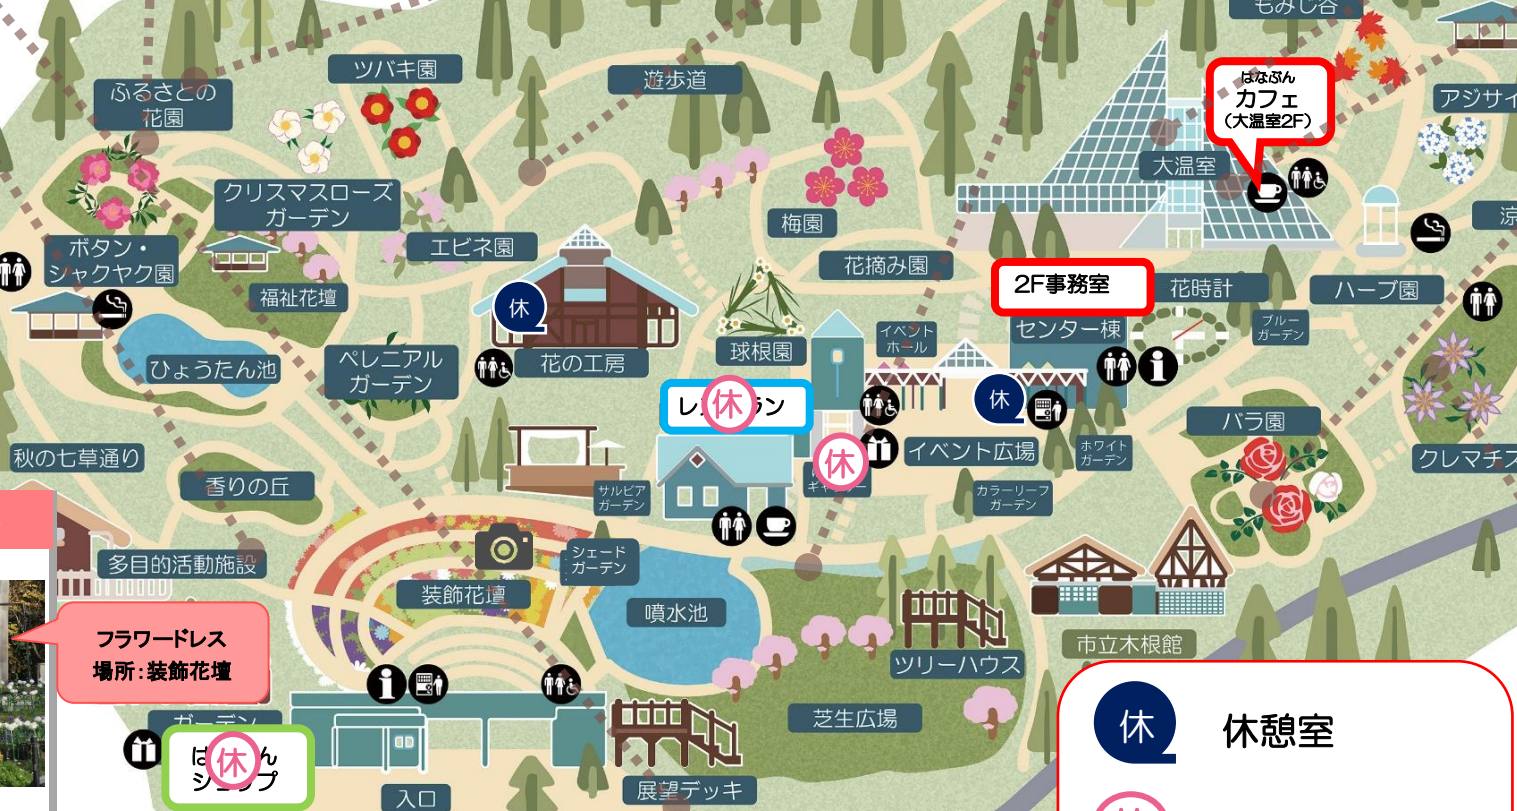 もみじ谷
ツバキ園
遊歩道
はなぶん
カフェ
(大温室2F)
ふるさとの
花園
アジサイ
大温室
クリスマスローズ
ガーデン
梅園
ボタン・
シャクヤク園
エビネ園
花摘み園
2F事務室
花時計
ハーブ園
福祉花壇
休
センター棟
ブルー
ガーデン
イベント
ホール
ひょうたん池
ペレニアル
ガーデン
花の工房
球根園
休
休
バラ園
秋の七草通り
休
イベント広場
ホワイト
ガーデン
クレマチス
香りの丘
サルビア
ガーデン
カラーリーフ
ガーデン
多目的活動施設
シェード
ガーデン
装飾花壇
噴水池
フラワードレス
場所:装飾花壇
ツリーハウス
市立木根館
芝生広場
ガーデン
休
休
休憩室
展望デッキ
入口